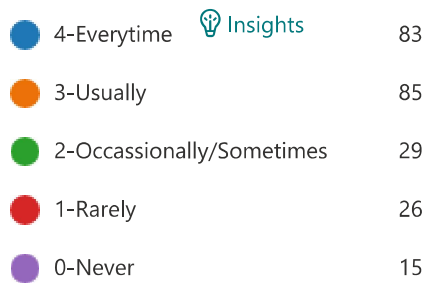 Insights
4-Everytime 83
3-Usually 85
2-Occassionally/Sometimes 29
1-Rarely 26
0-Never 15